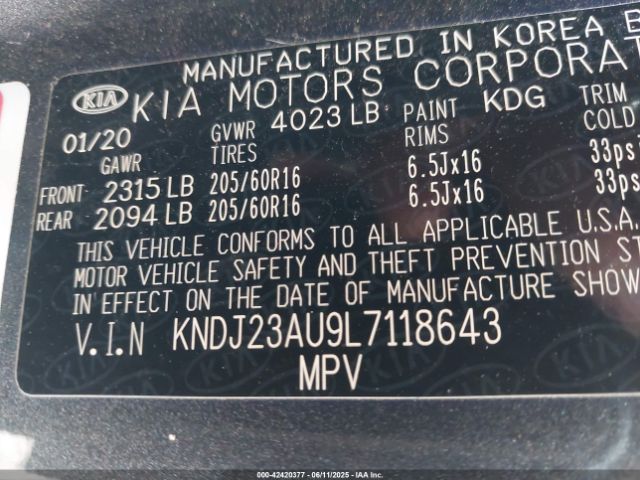 MANUFACTURED IN KOREA B
KIA KIA MOTORS CORPORAT
01/20 GVWR 4023 LB PAINT KDG TRIM
GAWR TIRES RIMS COLD
FRONT 2315 LB 205/60R16 6.5Jx16 33ps
REAR 2094 LB 205/60R16 6.5Jx16 33ps
THIS VEHICLE CONFORMS TO ALL APPLICABLE U.S.A.
MOTOR VEHICLE SAFETY AND THEFT PREVENTION ST
IN EFFECT ON THE DATE OF MANUFACTURE SHOW
V.I.N KNDJ23AU9L7118643
MPV
00-42420377 - 06/11/2025 - IAAI Inc.